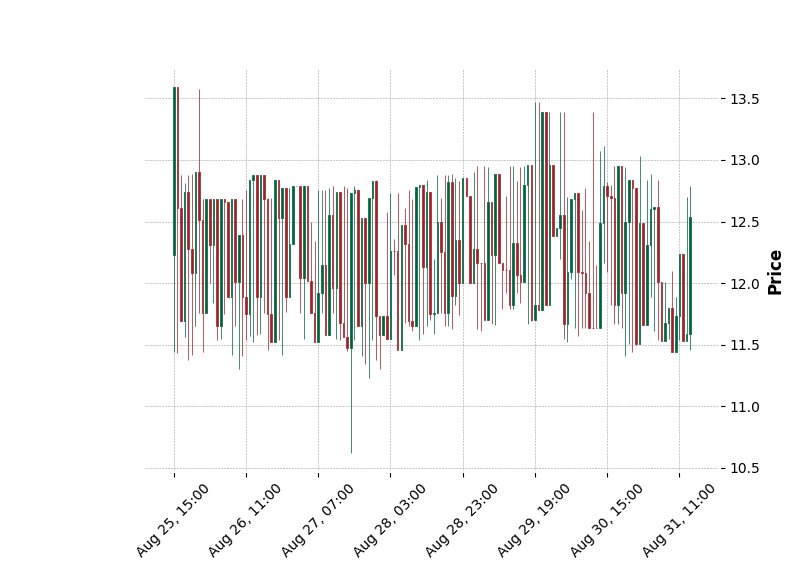 13.5
13.0
12.5
12.0
11.5
11.0
10.5
Price
Aug 25, 15:00
Aug 26, 11:00
Aug 27, 07:00
Aug 28, 03:00
Aug 28, 23:00
Aug 29, 19:00
Aug 30, 15:00
Aug 31, 11:00